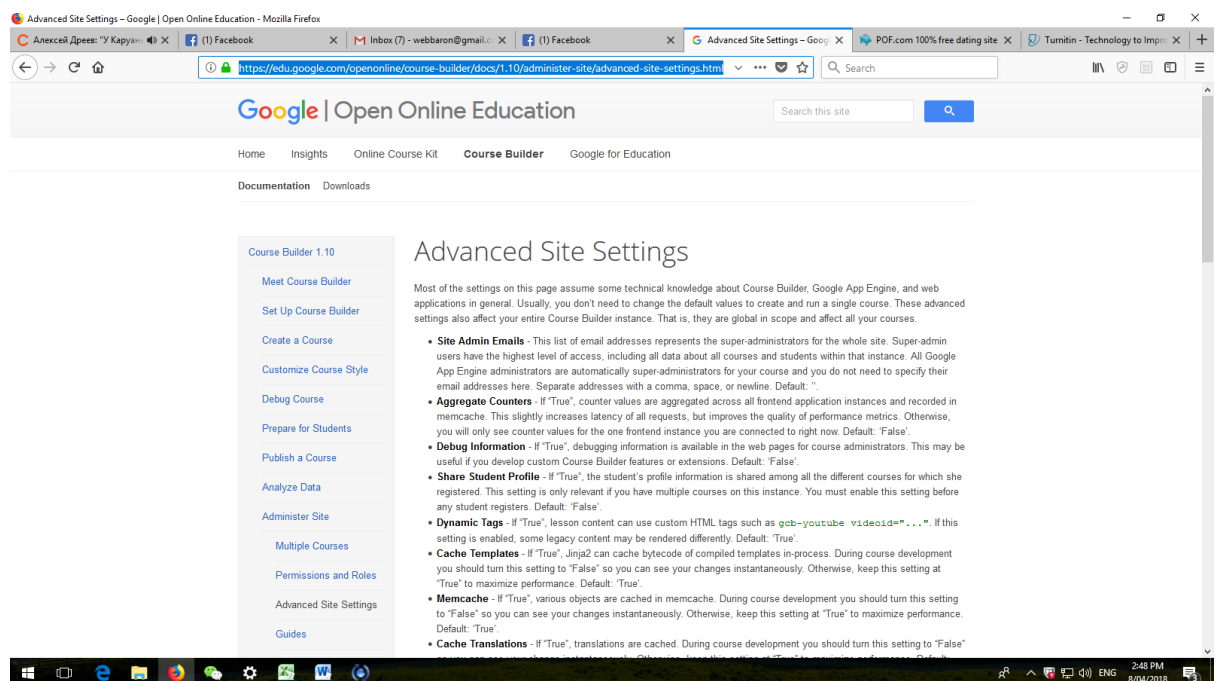 Advanced Site Settings – Google | Open Online Education - Mozilla Firefox
Алексей Дреев: "У Каруан
(1) Facebook
Inbox (7) - webbaron@gmail.c
(1) Facebook
Advanced Site Settings – Goog
POF.com 100% free dating site
Turnitin - Technology to Impro
https://edu.google.com/openonline/course-builder/docs/1.10/administer-site/advanced-site-settings.html
Search
Google | Open Online Education
Search this site
Home Insights Online Course Kit Course Builder Google for Education
Documentation Downloads
Course Builder 1.10
Meet Course Builder
Set Up Course Builder
Create a Course
Customize Course Style
Debug Course
Prepare for Students
Publish a Course
Analyze Data
Administer Site
Multiple Courses
Permissions and Roles
Advanced Site Settings
Guides
Advanced Site Settings
Most of the settings on this page assume some technical knowledge about Course Builder, Google App Engine, and web
applications in general. Usually, you don't need to change the default values to create and run a single course. These advanced
settings also affect your entire Course Builder instance. That is, they are global in scope and affect all your courses.
• Site Admin Emails - This list of email addresses represents the super-administrators for the whole site. Super-admin
users have the highest level of access, including all data about all courses and students within that instance. All Google
App Engine administrators are automatically super-administrators for your course and you do not need to specify their
email addresses here. Separate addresses with a comma, space, or newline. Default: ''.
• Aggregate Counters - If "True", counter values are aggregated across all frontend application instances and recorded in
memcache. This slightly increases latency of all requests, but improves the quality of performance metrics. Otherwise,
you will only see counter values for the one frontend instance you are connected to right now. Default: 'False'.
• Debug Information - If "True", debugging information is available in the web pages for course administrators. This may be
useful if you develop custom Course Builder features or extensions. Default: 'False'.
• Share Student Profile - If "True", the student's profile information is shared among all the different courses for which she
registered. This setting is only relevant if you have multiple courses on this instance. You must enable this setting before
any student registers. Default: 'False'.
• Dynamic Tags - If "True", lesson content can use custom HTML tags such as gcb-youtube videoid="...". If this
setting is enabled, some legacy content may be rendered differently. Default: 'True'.
• Cache Templates - If "True", Jinja2 can cache bytecode of compiled templates in-process. During course development
you should turn this setting to "False" so you can see your changes instantaneously. Otherwise, keep this setting at
"True" to maximize performance. Default: 'True'.
• Memcache - If "True", various objects are cached in memcache. During course development you should turn this setting
to "False" so you can see your changes instantaneously. Otherwise, keep this setting at "True" to maximize performance.
Default: 'True'.
• Cache Translations - If "True", translations are cached. During course development you should turn this setting to "False"
ENG
2:48 PM
8/04/2018
3